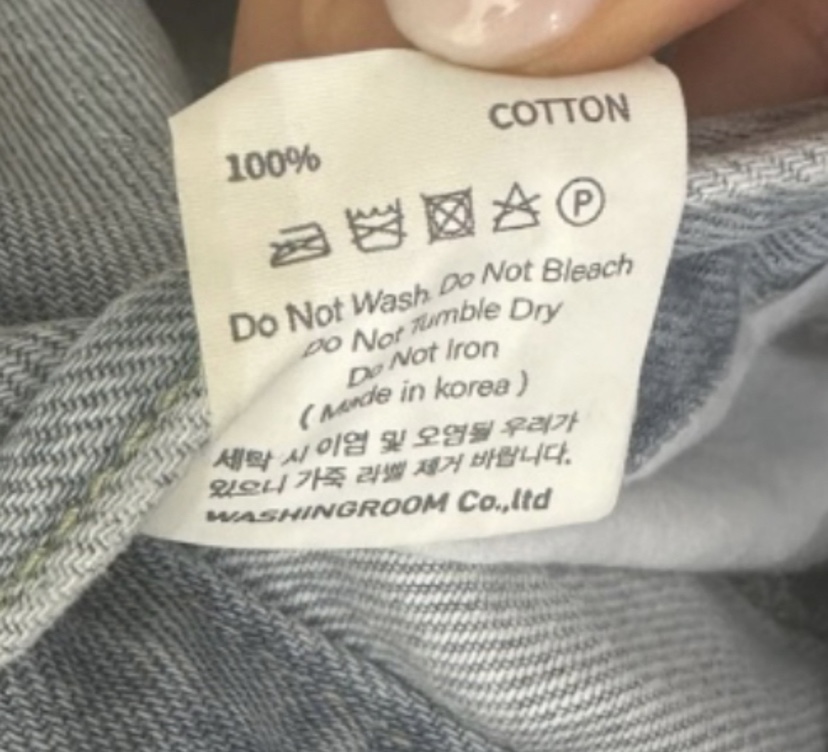 COTTON
100%
P
Do Not Wash Do Not Bleach
Do Not Tumble Dry
Do Not Iron
( Made in korea )
세탁 시 이염 및 오염될 우려가
있으니 가죽 라벨 제거 바랍니다.
WASHINGROOM Co.,ltd